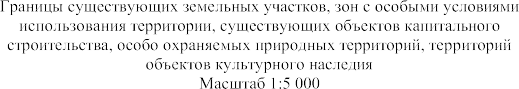 Границы существующих земельных участков, зон с особыми условиями
использования территории, существующих объектов капитального
строительства, особо охраняемых природных территорий, территорий
объектов культурного наследия
Масштаб 1:5 000